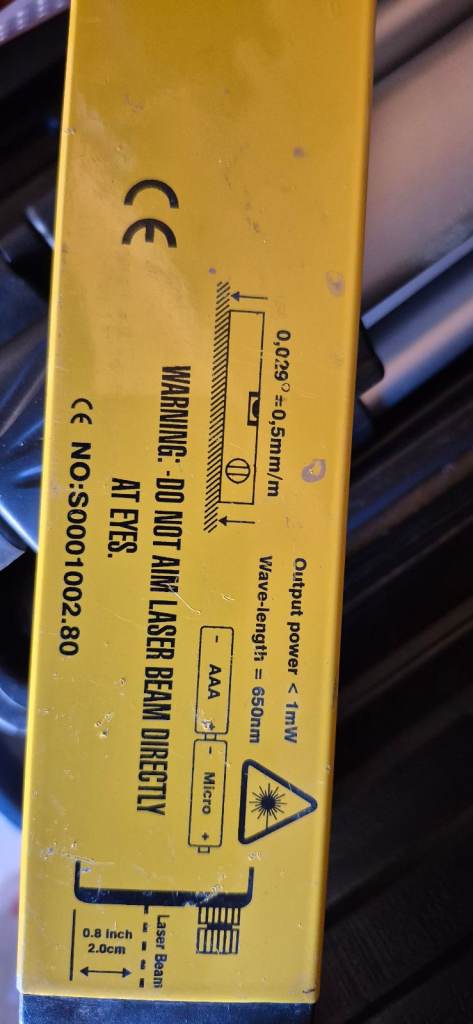 CE
0,029°=0,5mm/m
Output power < 1mW
Wave-length = 650nm
- AAA +
- Micro +
WARNING: -DO NOT AIM LASER BEAM DIRECTLY
AT EYES.
CE NO:S0001002.80
Laser Beam
0.8 inch
2.0cm